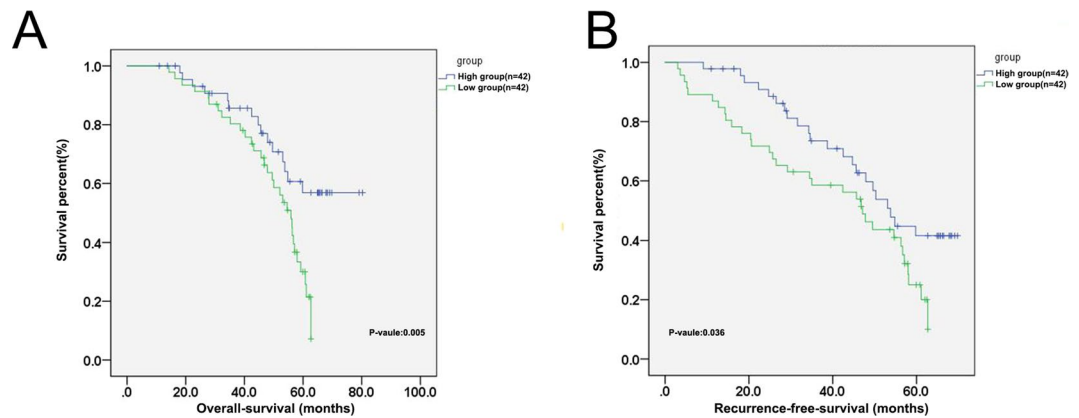 A
group
High group(n=42)
Low group(n=42)
1.0
0.8
0.6
0.4
0.2
0.0
Survival percent(%)
P-vaule:0.005
.0 20.0 40.0 60.0 80.0 100.0
Overall-survival (months)
B
group
High group(n=42)
Low group(n=42)
1.0
0.8
0.6
0.4
0.2
0.0
Survival percent(%)
P-vaule:0.036
.0 20.0 40.0 60.0
Recurrence-free-survival (months)